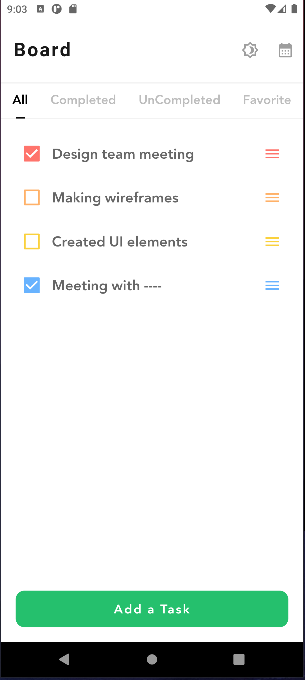 9:03
Board
All Completed UnCompleted Favorite
Design team meeting
Making wireframes
Created UI elements
Meeting with ----
Add a Task